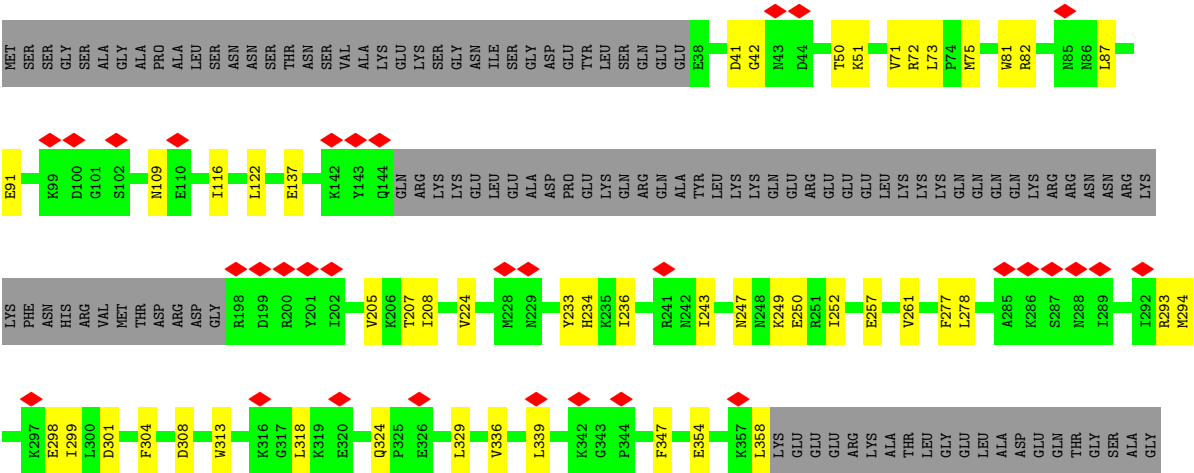 MET SER SER GLY SER ALA GLY ALA PRO ALA LEU SER ASN ASN SER THR ASN SER VAL ALA LYS GLU LYS SER GLY ASN ILE SER GLY ASP GLU TYR LEU SER GLN GLU GLU E38 D41 G42 N43 D44 T50 K51 V71 R72 L73 P74 M75 W81 R82 N85 N86 L87
E91 K99 D100 G101 S102 N109 E110 I116 L122 E137 K142 Y143 Q144 GLN ARG LYS LYS GLU LEU GLU ALA ASP PRO GLU LYS GLN ARG GLN ALA TYR LEU LYS LYS GLN GLU ARG GLU GLU GLU LEU LYS LYS LYS GLN GLN GLN GLN LYS ARG ARG ASN ASN ARG LYS
LYS PHE ASN HIS ARG VAL MET THR ASP ARG ASP GLY R198 D199 R200 Y201 I202 V205 K206 T207 I208 V224 M228 N229 Y233 H234 K235 I236 R241 N242 I243 N247 N248 K249 E250 R251 I252 E257 V261 F277 L278 A285 K286 S287 N288 I289 I292 R293 M294
K297 E298 I299 L300 D301 F304 D308 W313 K316 G317 L318 K319 E320 Q324 P325 E326 L329 V336 L339 K342 G343 P344 F347 E354 K357 L358 LYS GLU GLU GLU ARG LYS ALA THR LEU GLY GLU LEU ALA ASP GLU GLN THR GLY SER ALA GLY